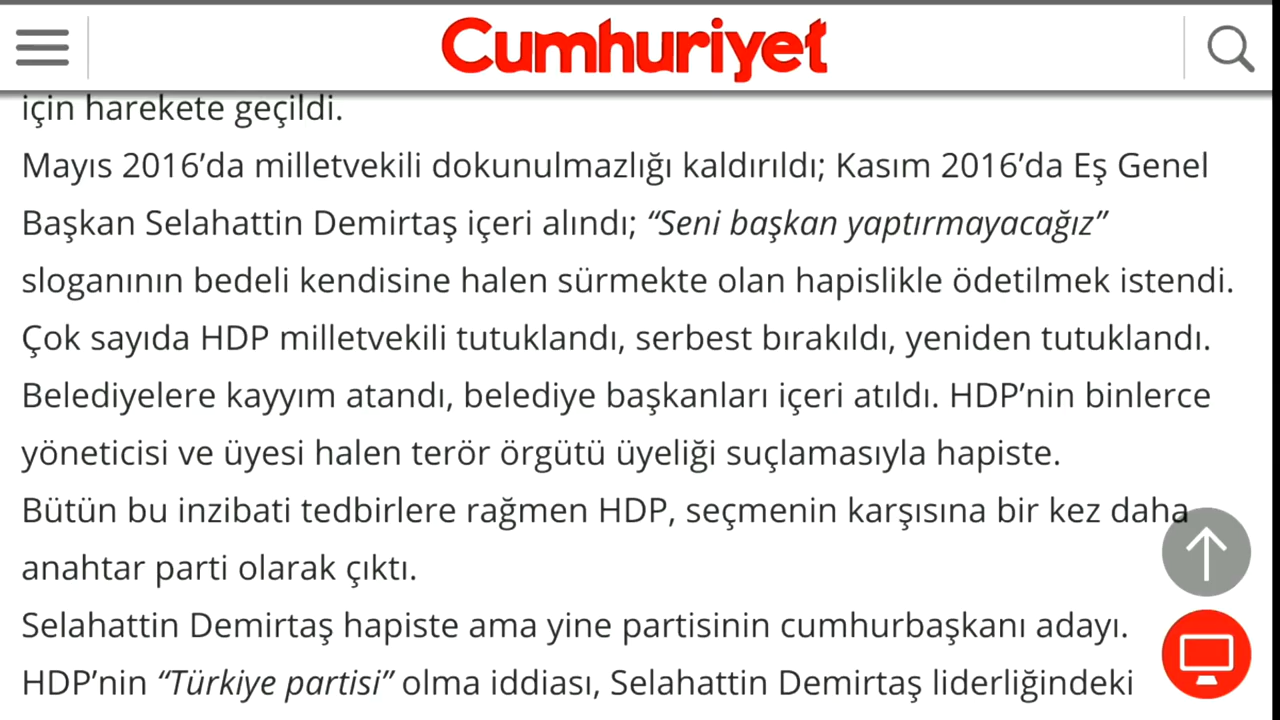 Cumhuriyet
için harekete geçildi.
Mayıs 2016’da milletvekili dokunulmazlığı kaldırıldı; Kasım 2016’da Eş Genel
Başkan Selahattin Demirtaş içeri alındı; “Seni başkan yaptırmayacağız”
sloganının bedeli kendisine halen sürmekte olan hapislikle ödetilmek istendi.
Çok sayıda HDP milletvekili tutuklandı, serbest bırakıldı, yeniden tutuklandı.
Belediyelere kayyım atandı, belediye başkanları içeri atıldı. HDP’nin binlerce
yöneticisi ve üyesi halen terör örgütü üyeliği suçlamasıyla hapiste.
Bütün bu inzibati tedbirlere rağmen HDP, seçmenin karşısına bir kez daha
anahtar parti olarak çıktı.
Selahattin Demirtaş hapiste ama yine partisinin cumhurbaşkanı adayı.
HDP’nin “Türkiye partisi” olma iddiası, Selahattin Demirtaş liderliğindeki